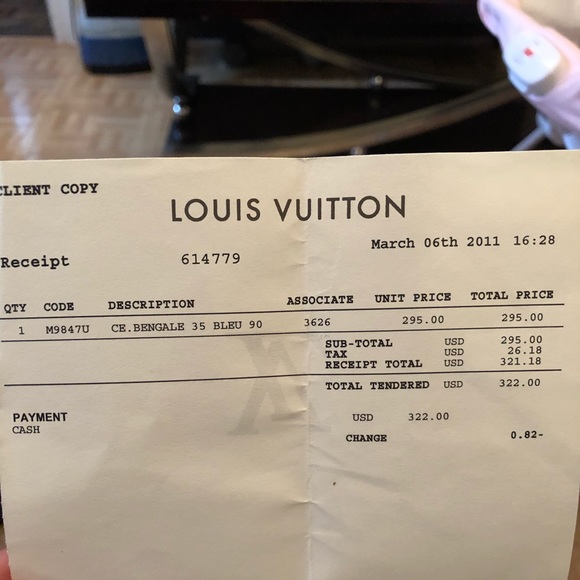 CLIENT COPY
LOUIS VUITTON
March 06th 2011 16:28
Receipt 614779
QTY CODE DESCRIPTION ASSOCIATE UNIT PRICE TOTAL PRICE
1 M9847U CE.BENGALE 35 BLEU 90 3626 295.00 295.00
SUB-TOTAL USD 295.00
TAX USD 26.18
RECEIPT TOTAL USD 321.18
TOTAL TENDERED USD 322.00
PAYMENT USD 322.00
CASH
CHANGE 0.82-